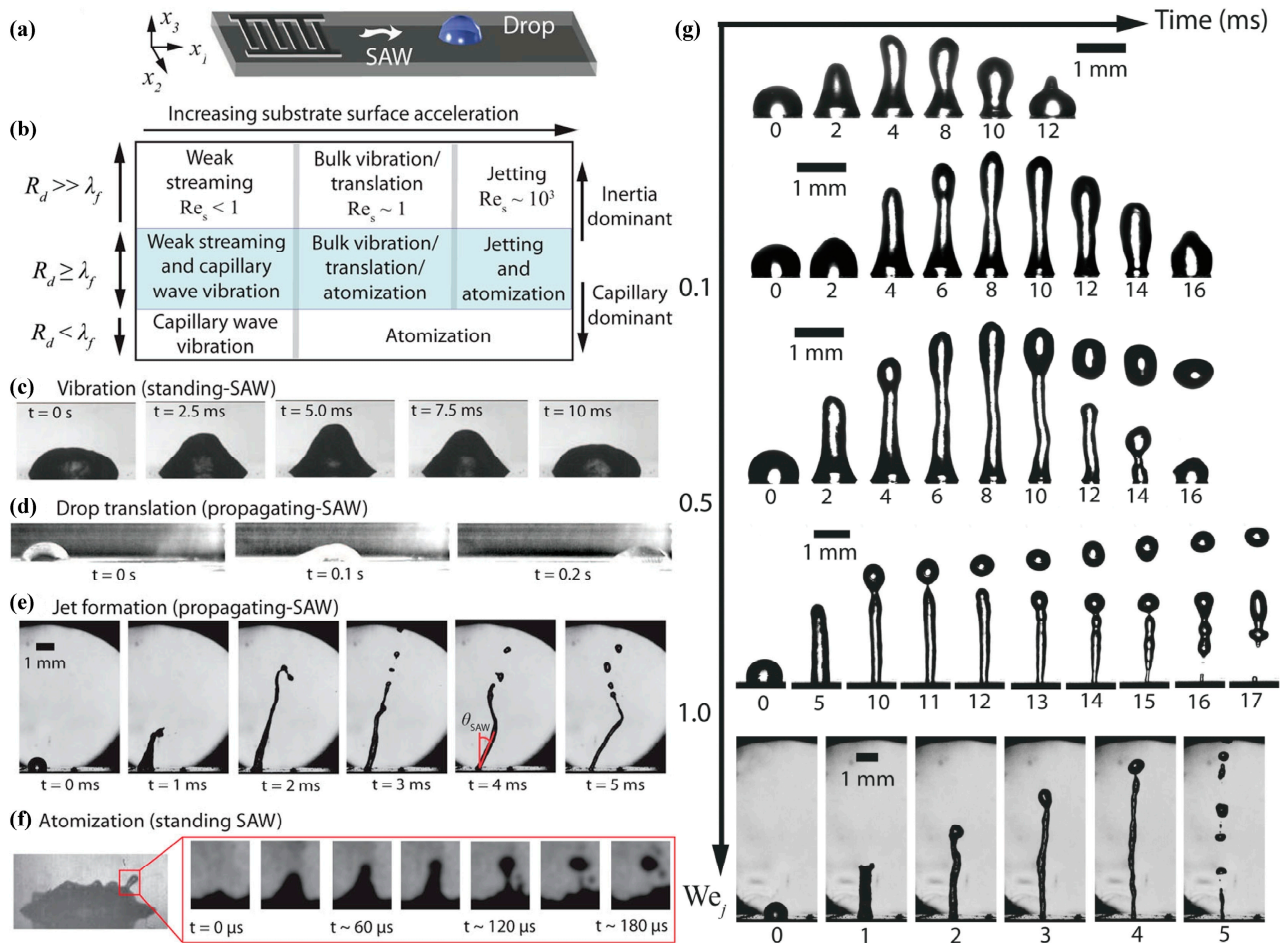 (a)
x3
xi
x2
SAW
Drop
(b)
Increasing substrate surface acceleration
Rd >> λf
Rd ≥ λf
Rd < λf
Weak
streaming
Res < 1
Bulk vibration/
translation
Res ~ 1
Jetting
Res ~ 10³
Weak streaming
and capillary
wave vibration
Bulk vibration/
translation/
atomization
Jetting
and
atomization
Capillary wave
vibration
Atomization
Inertia
dominant
Capillary
dominant
(c) Vibration (standing-SAW)
t = 0 s
t = 2.5 ms
t = 5.0 ms
t = 7.5 ms
t = 10 ms
(d) Drop translation (propagating-SAW)
t = 0 s
t = 0.1 s
t = 0.2 s
(e) Jet formation (propagating-SAW)
1 mm
θSAW
t = 0 ms
t = 1 ms
t = 2 ms
t = 3 ms
t = 4 ms
t = 5 ms
(f) Atomization (standing SAW)
t = 0 µs
t ~ 60 µs
t ~ 120 µs
t ~ 180 µs
(g)
Time (ms)
1 mm
0 2 4 8 10 12
1 mm
0.1
0 2 4 6 8 10 12 14 16
1 mm
0 2 4 6 8 10 12 14 16
0.5
1 mm
0 5 10 11 12 13 14 15 16 17
1.0
1 mm
Wej
0 1 2 3 4 5